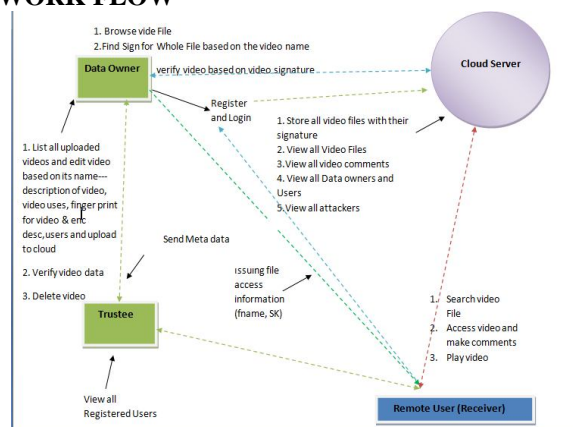 WORK FLOW
1. Browse vide File
2.Find Sign for Whole File based on the video name
Data Owner
verify video based on video signature
Cloud Server
Register
and Login
1. Store all video files with their
signature
2. View all Video Files
3.View all video comments
4. View all Data owners and
Users
5.View all attackers
1. List all uploaded
videos and edit video
based on its name---
description of video,
video uses, finger print
for video & enc
desc,users and upload
to cloud
2. Verify video data
3. Delete video
Send Meta data
Issuing file
access
information
(fname, SK)
1. Search video
File
2. Access video and
make comments
3. Play video
Trustee
View all
Registered Users
Remote User (Receiver)